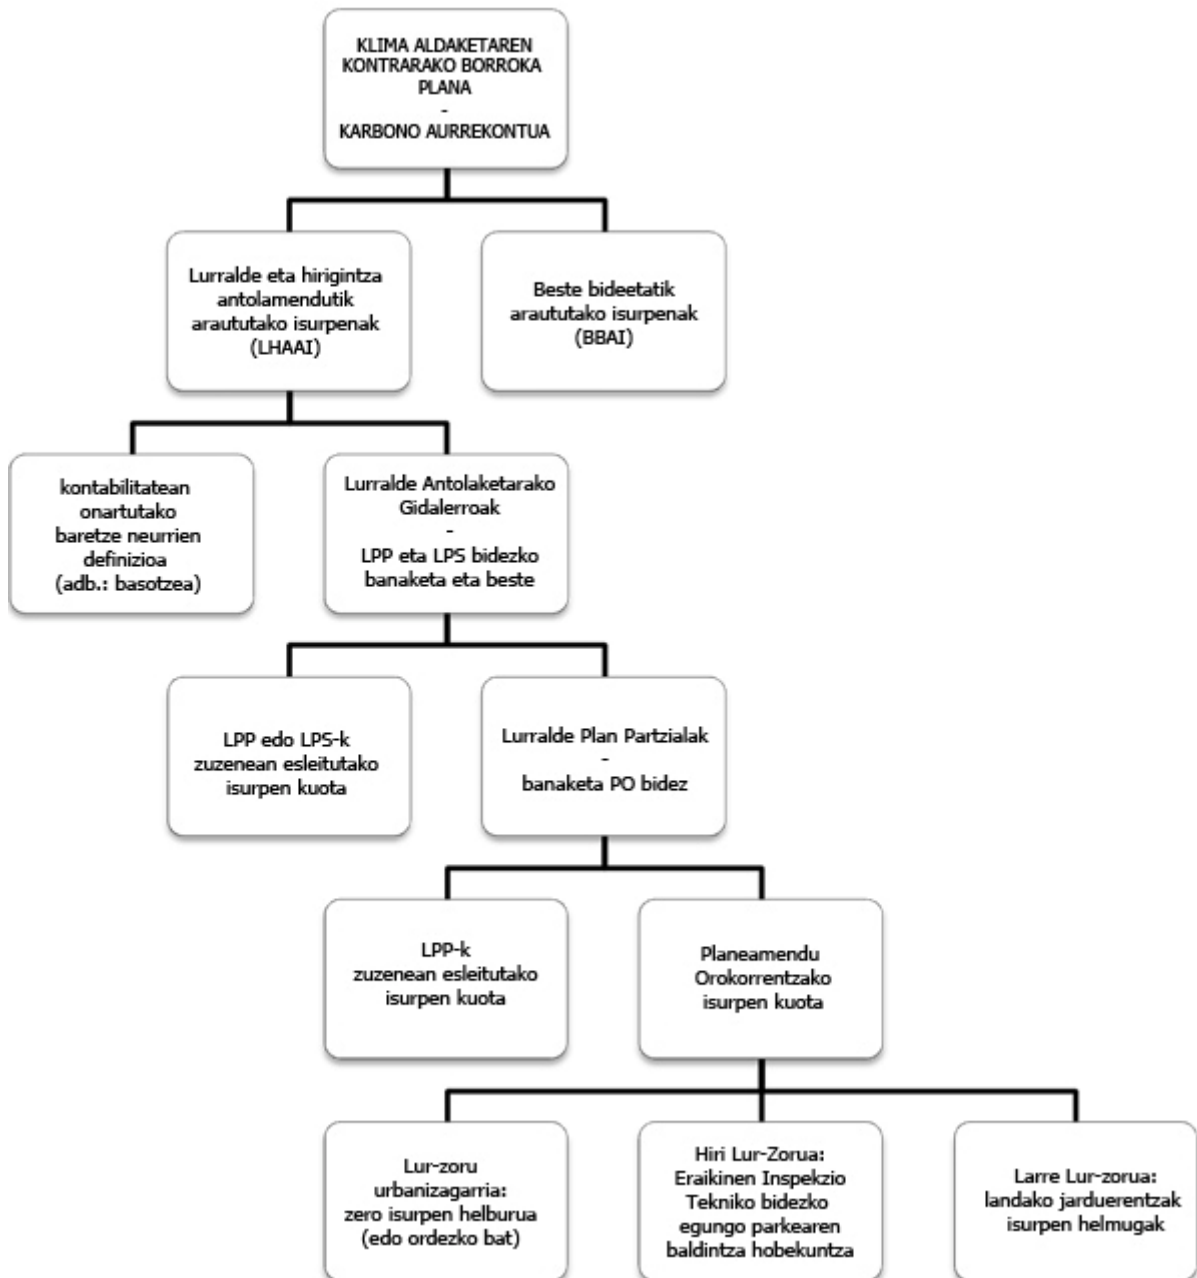 KLIMA ALDAKETAREN
KONTRARAKO BORROKA
PLANA
-
KARBONO AURREKONTUA
Lurralde eta hirigintza
antolamendutik
araututako isurpenak
(LHAAI)
Beste bideetatik
araututako isurpenak
(BBAI)
kontabilitatean
onartutako
baretze neurrien
definizioa
(adb.: basotzea)
Lurralde Antolaketarako
Gidalerroak
-
LPP eta LPS bidezko
banaketa eta beste
LPP edo LPS-k
zuzenean esleitutako
isurpen kuota
Lurralde Plan Partzialak
-
banaketa PO bidez
LPP-k
zuzenean esleitutako
isurpen kuota
Planeamendu
Orokorrentzako
isurpen kuota
Lur-zoru
urbanizagarria:
zero isurpen helburua
(edo ordezko bat)
Hiri Lur-Zorua:
Eraikinen Inspekzio
Tekniko bidezko
egungo parkearen
baldintza hobekuntza
Larre Lur-zorua:
landako jarduerentzak
isurpen helmugak